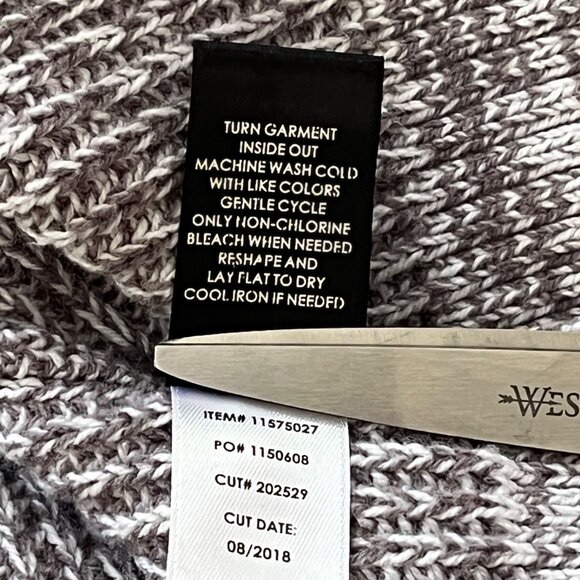 TURN GARMENT
INSIDE OUT
MACHINE WASH COLD
WITH LIKE COLORS
GENTLE CYCLE
ONLY NON-CHLORINE
BLEACH WHEN NEEDED
RESHAPE AND
LAY FLAT TO DRY
COOL IRON IF NEEDED
WES
ITEM# 11575027
PO# 1150608
CUT# 202529
CUT DATE:
08/2018